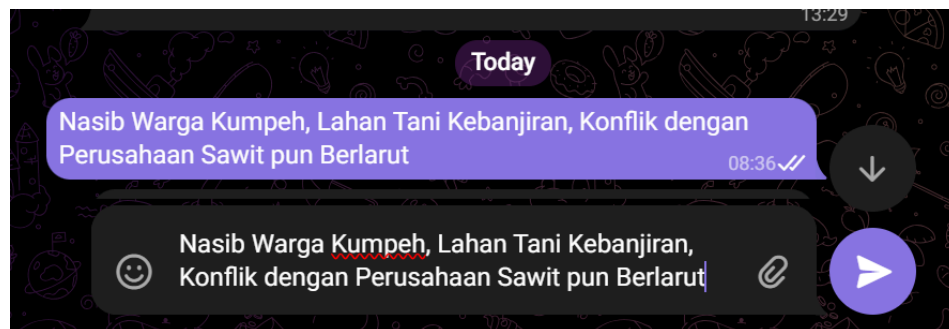 13:29
Today
Nasib Warga Kumpeh, Lahan Tani Kebanjiran, Konflik dengan
Perusahaan Sawit pun Berlarut
08:36
Nasib Warga Kumpeh, Lahan Tani Kebanjiran,
Konflik dengan Perusahaan Sawit pun Berlarut